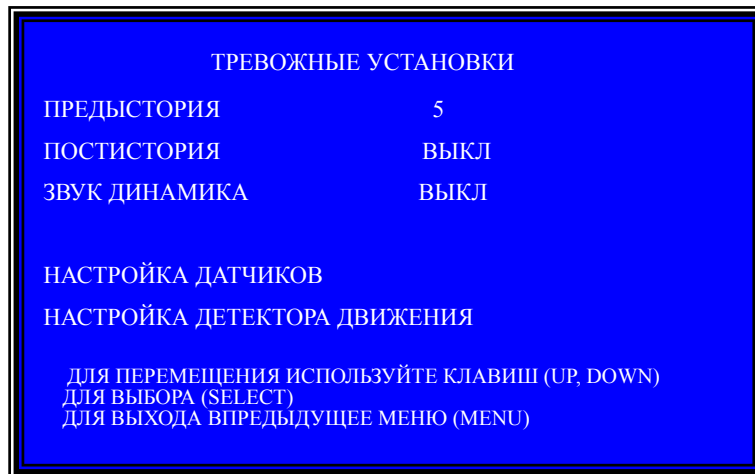 ТРЕВОЖНЫЕ УСТАНОВКИ
ПРЕДЫСТОРИЯ 5
ПОСТИСТОРИЯ ВЫКЛ
ЗВУК ДИНАМИКА ВЫКЛ
НАСТРОЙКА ДАТЧИКОВ
НАСТРОЙКА ДЕТЕКТОРА ДВИЖЕНИЯ
ДЛЯ ПЕРЕМЕЩЕНИЯ ИСПОЛЬЗУЙТЕ КЛАВИШ (UP, DOWN)
ДЛЯ ВЫБОРА (SELECT)
ДЛЯ ВЫХОДА ВПРЕДЫДУЩЕЕ МЕНЮ (MENU)